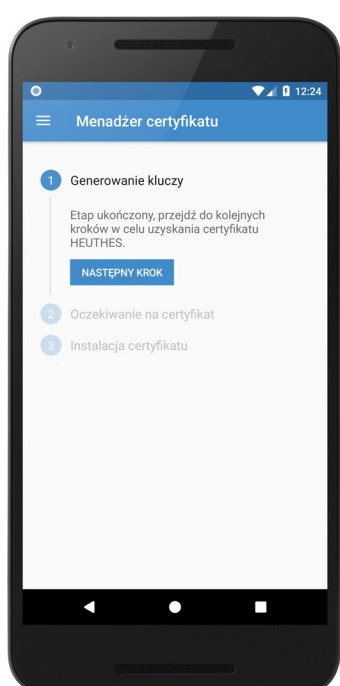 12:24
Menadżer certyfikatu
1 Generowanie kluczy
Etap ukończony, przejdź do kolejnych
kroków w celu uzyskania certyfikatu
HEUTHES.
NASTĘPNY KROK
2 Oczekiwanie na certyfikat
3 Instalacja certyfikatu